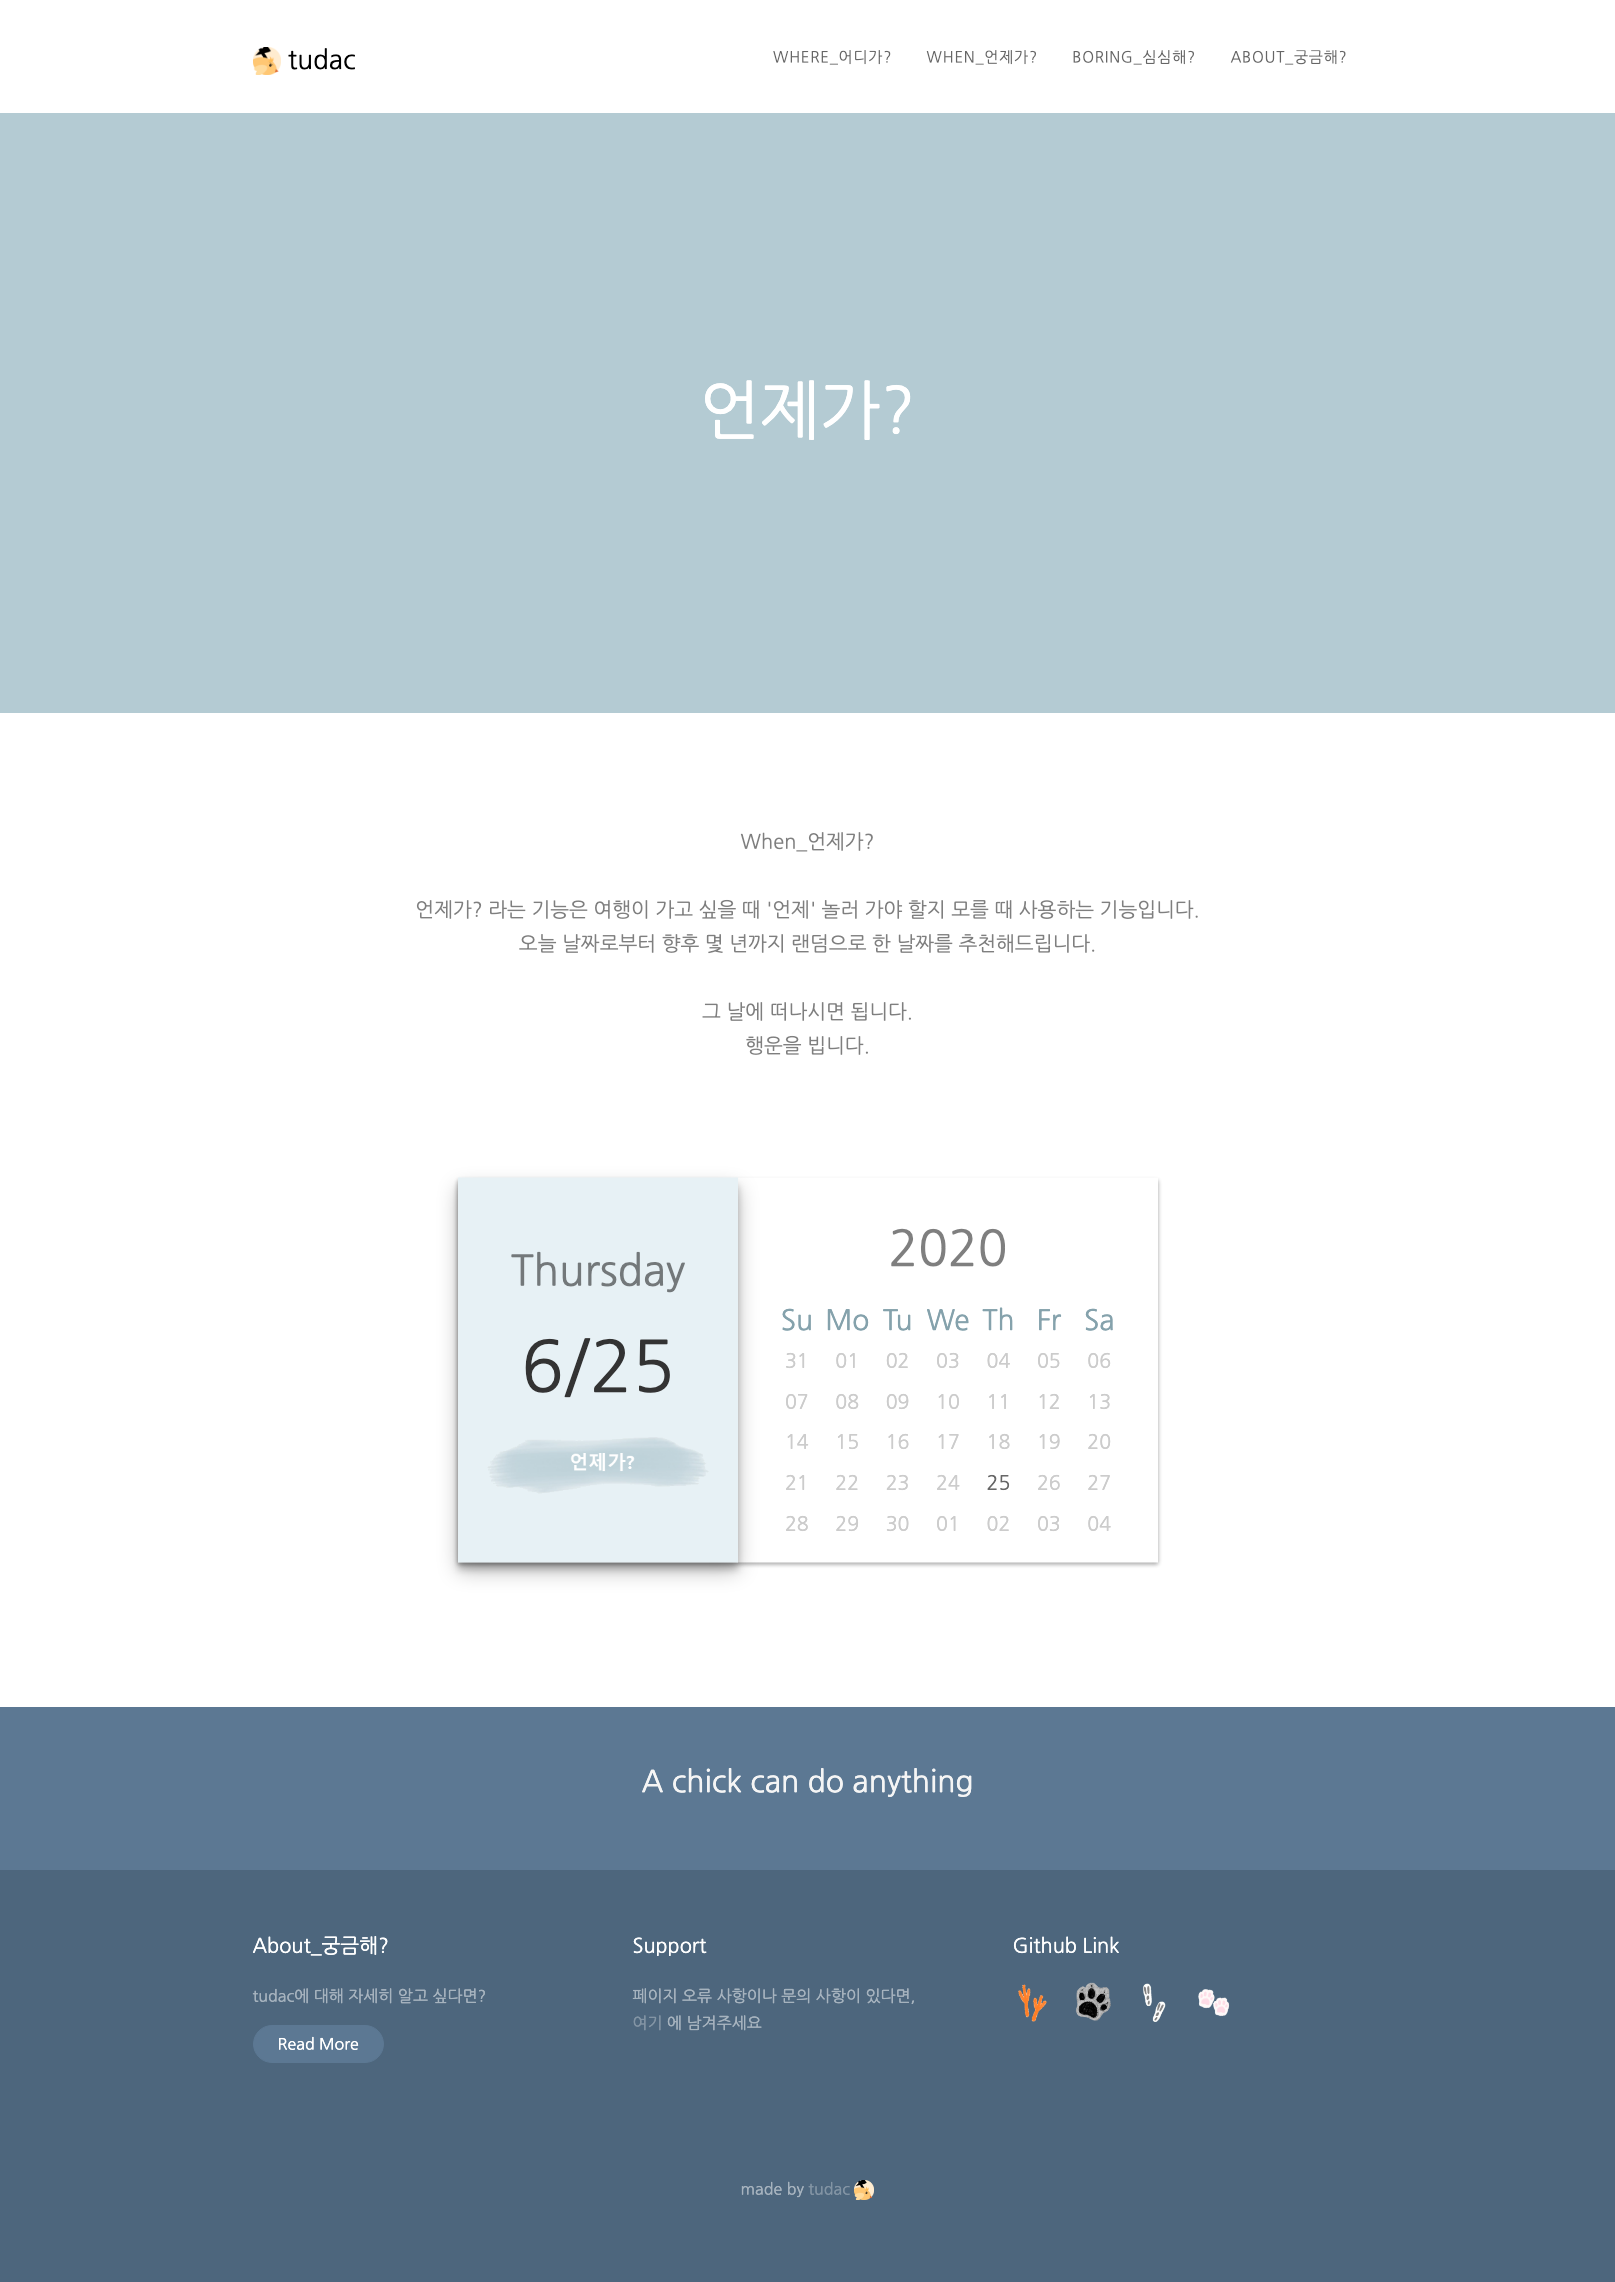 tudac
WHERE_어디가? WHEN_언제가? BORING_심심해? ABOUT_궁금해?
언제가?
When_언제가?
언제가? 라는 기능은 여행이 가고 싶을 때 '언제' 놀러 가야 할지 모를 때 사용하는 기능입니다.
오늘 날짜로부터 향후 몇 년까지 랜덤으로 한 날짜를 추천해드립니다.
그 날에 떠나시면 됩니다.
행운을 빕니다.
Thursday
6/25
언제가?
2020
Su Mo Tu We Th Fr Sa
31 01 02 03 04 05 06
07 08 09 10 11 12 13
14 15 16 17 18 19 20
21 22 23 24 25 26 27
28 29 30 01 02 03 04
A chick can do anything
About_궁금해?
tudac에 대해 자세히 알고 싶다면?
Read More
Support
페이지 오류 사항이나 문의 사항이 있다면,
여기 에 남겨주세요
Github Link
made by tudac